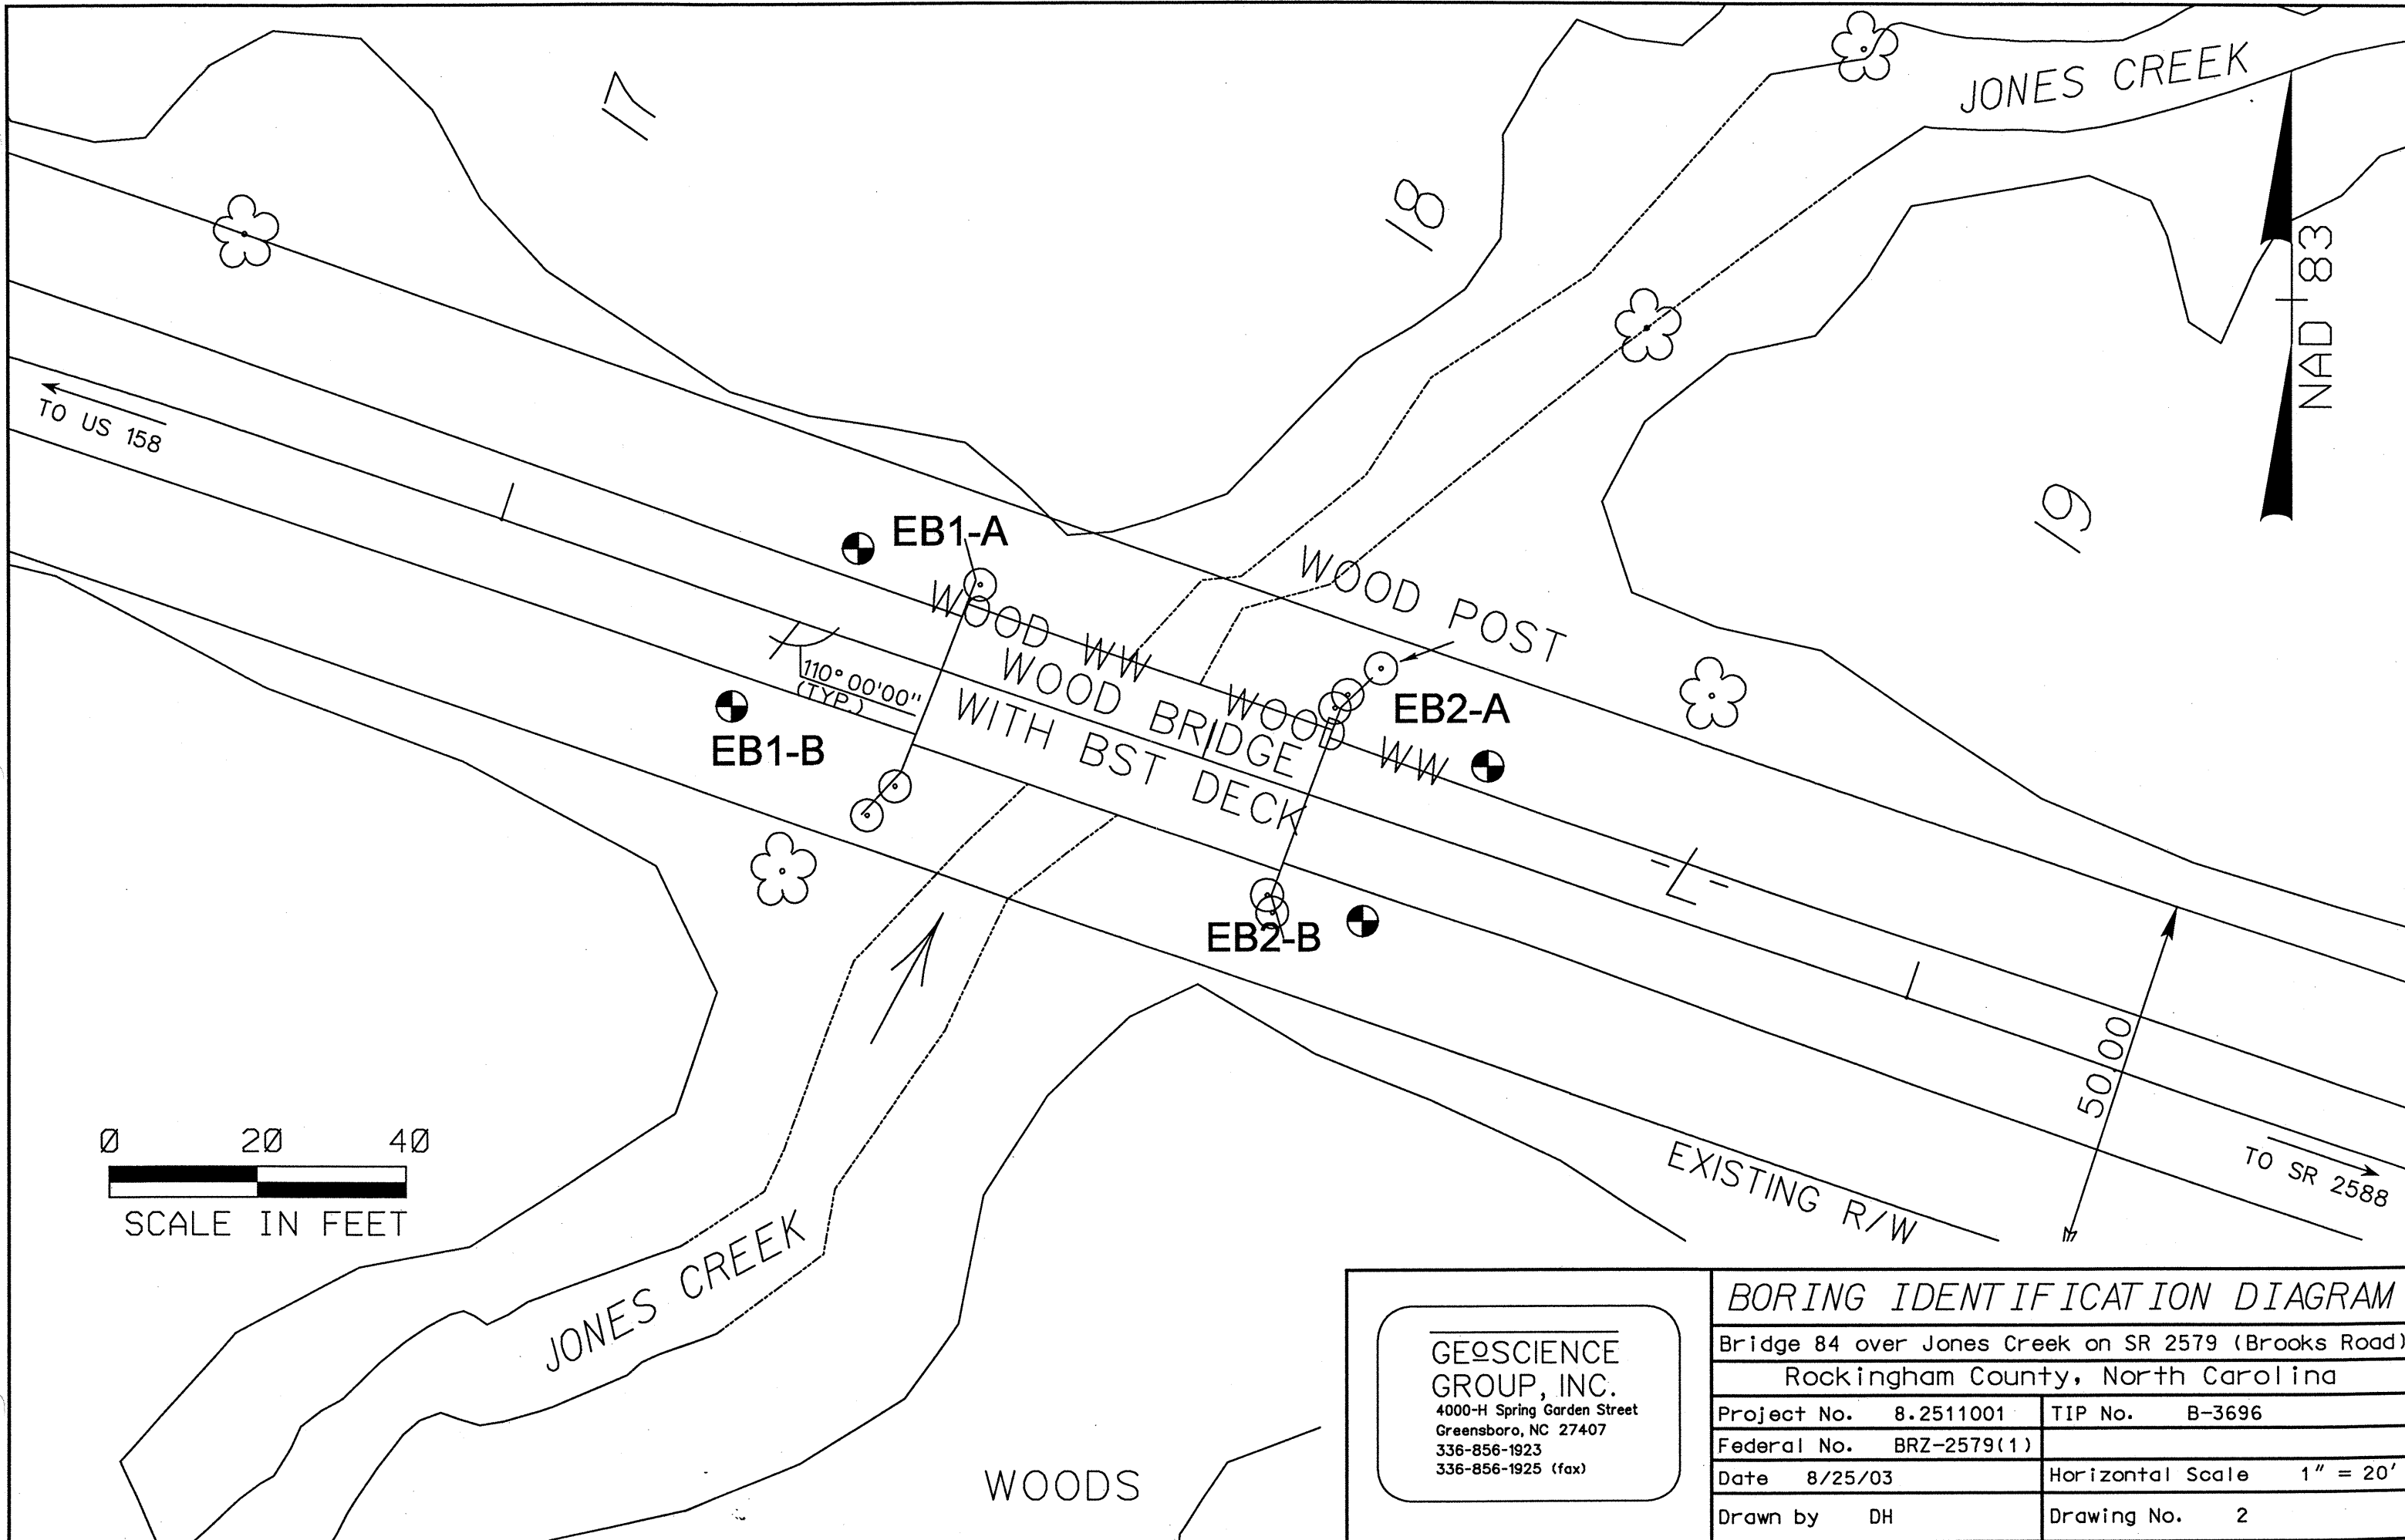 17
JONES CREEK
18
NAD '83
TO US 158
19
EB1-A
WOOD POST
WOOD WW
WOOD BRIDGE
WITH BST DECK
110°00'00"
(TYP.)
WOOD WW
EB2-A
EB1-B
L
EB2-B
50.00
0 20 40
SCALE IN FEET
EXISTING R/W
TO SR 2588
JONES CREEK
WOODS
GEOSCIENCE
GROUP, INC.
4000-H Spring Garden Street
Greensboro, NC 27407
336-856-1923
336-856-1925 (fax)
BORING IDENTIFICATION DIAGRAM
Bridge 84 over Jones Creek on SR 2579 (Brooks Road)
Rockingham County, North Carolina
Project No. 8.2511001 TIP No. B-3696
Federal No. BRZ-2579(1)
Date 8/25/03 Horizontal Scale 1" = 20'
Drawn by DH Drawing No. 2